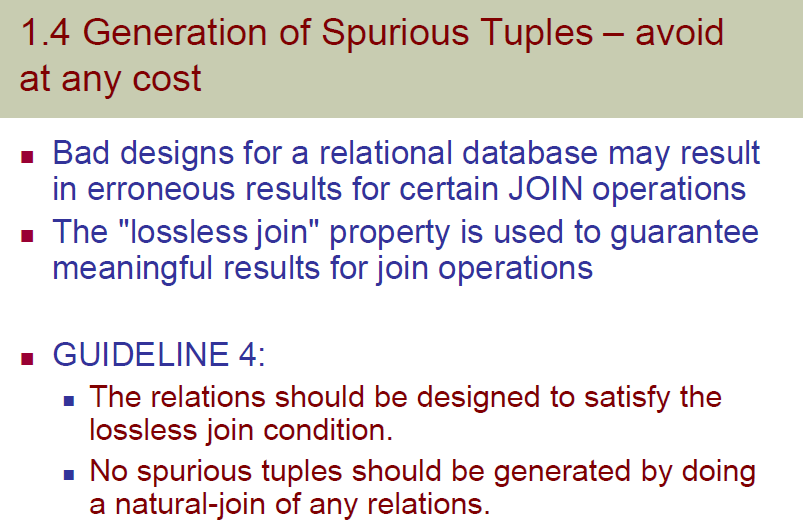 1.4 Generation of Spurious Tuples – avoid
at any cost
Bad designs for a relational database may result
in erroneous results for certain JOIN operations
The "lossless join" property is used to guarantee
meaningful results for join operations
GUIDELINE 4:
The relations should be designed to satisfy the
lossless join condition.
No spurious tuples should be generated by doing
a natural-join of any relations.